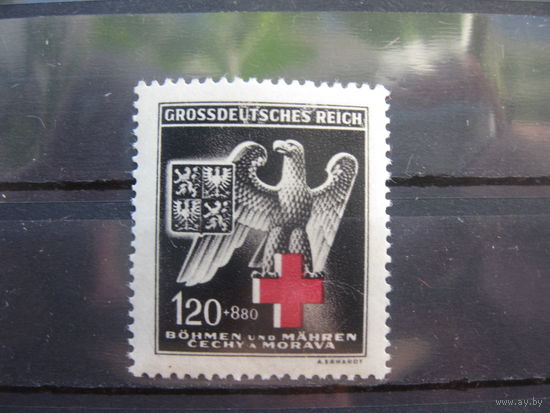 GROSSDEUTSCHES REICH
120+880
BÖHMEN UND MÄHREN
ČECHY A MORAVA
A.ERHARDT
www.ay.by